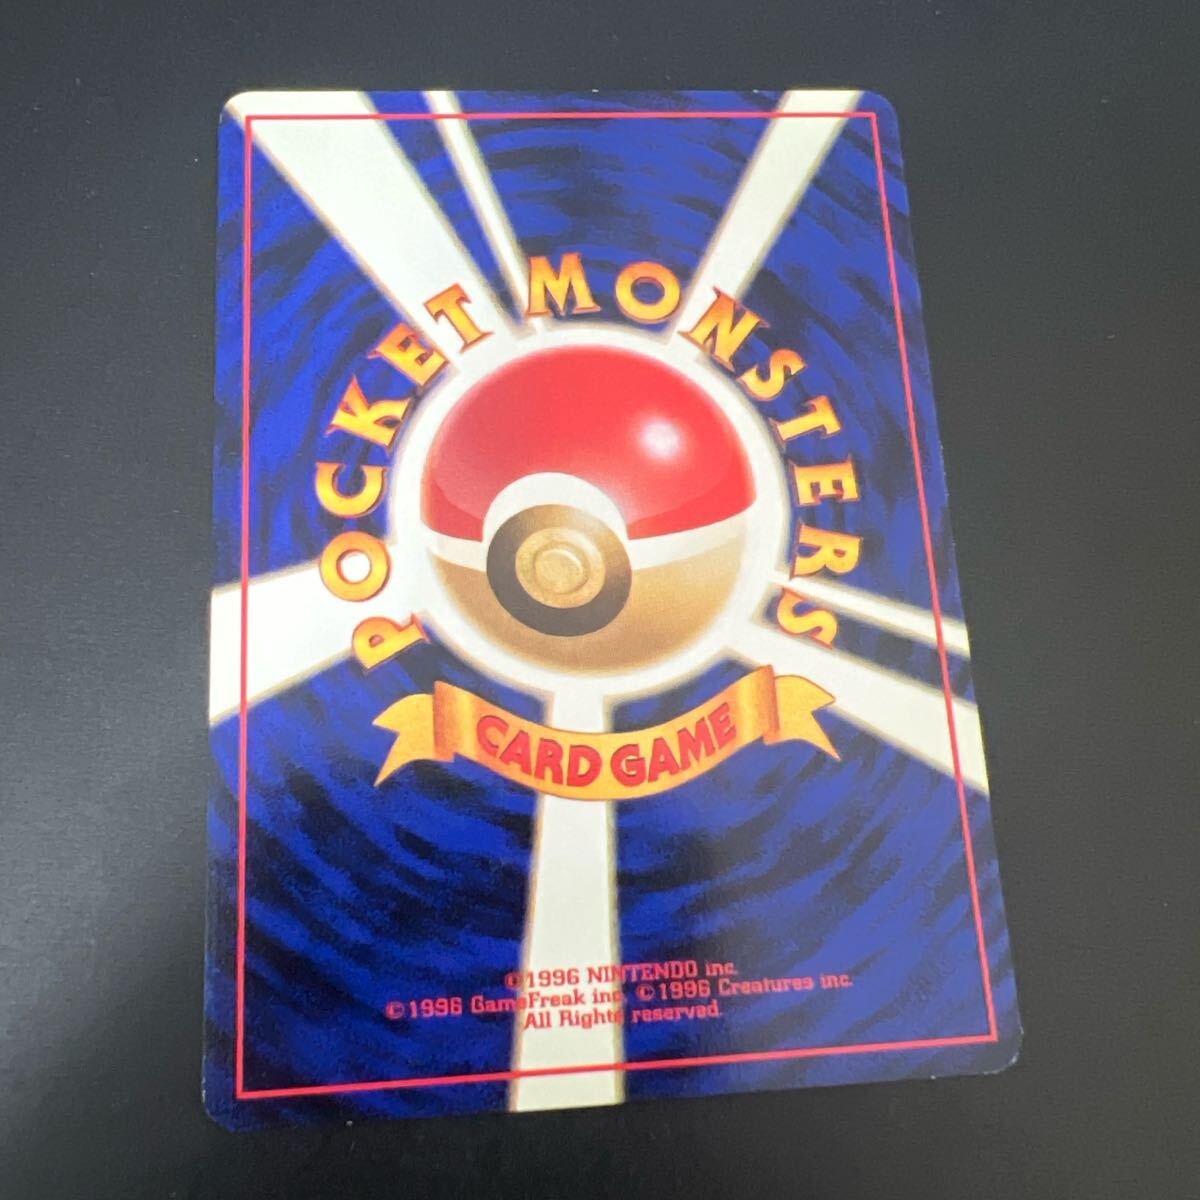 POCKET MONSTERS
CARD GAME
©1996 NINTENDO inc.
©1996 GameFreak inc. ©1996 Creatures inc.
All Rights reserved.